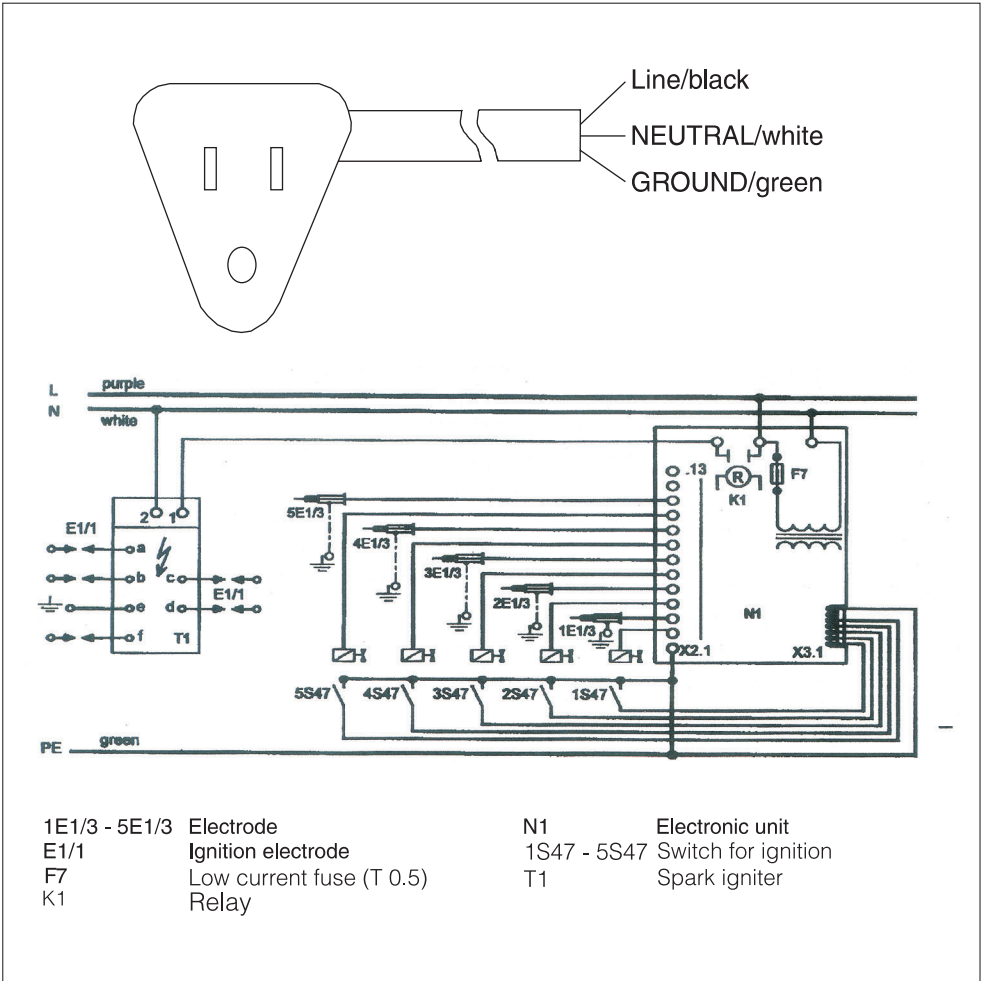 Line/black
NEUTRAL/white
GROUND/green
L purple
N white
2 1
E1/1
a
b c
E1/1
e d
f T1
5E1/3
4E1/3
3E1/3
2E1/3
1E1/3
.13
R
K1
F7
N1
X2.1 X3.1
5S47 4S47 3S47 2S47 1S47
PE green
1E1/3 - 5E1/3 Electrode
E1/1 Ignition electrode
F7 Low current fuse (T 0.5)
K1 Relay
N1 Electronic unit
1S47 - 5S47 Switch for ignition
T1 Spark igniter